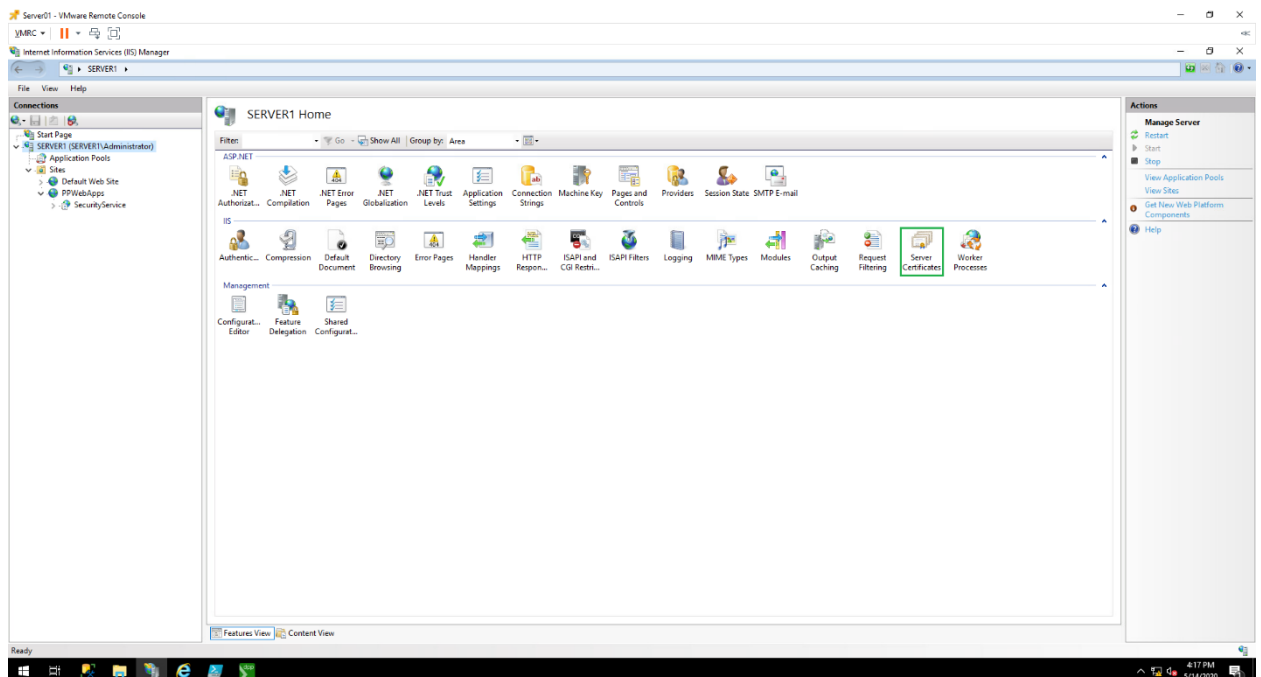 Server01 - VMware Remote Console
VMRC
Internet Information Services (IIS) Manager
SERVER1
File View Help
Connections
Start Page
SERVER1 (SERVER1\Administrator)
Application Pools
Sites
Default Web Site
PPWebApps
SecurityService
SERVER1 Home
Filter: Go Show All Group by: Area
ASP.NET
.NET Authorizat...
.NET Compilation
.NET Error Pages
.NET Globalization
.NET Trust Levels
Application Settings
Connection Strings
Machine Key
Pages and Controls
Providers
Session State
SMTP E-mail
IIS
Authentic...
Compression
Default Document
Directory Browsing
Error Pages
Handler Mappings
HTTP Respon...
ISAPI and CGI Restri...
ISAPI Filters
Logging
MIME Types
Modules
Output Caching
Request Filtering
Server Certificates
Worker Processes
Management
Configurat... Editor
Feature Delegation
Shared Configurat...
Features View Content View
Actions
Manage Server
Restart
Start
Stop
View Application Pools
View Sites
Get New Web Platform
Components
Help
Ready
4:17 PM
5/14/2020